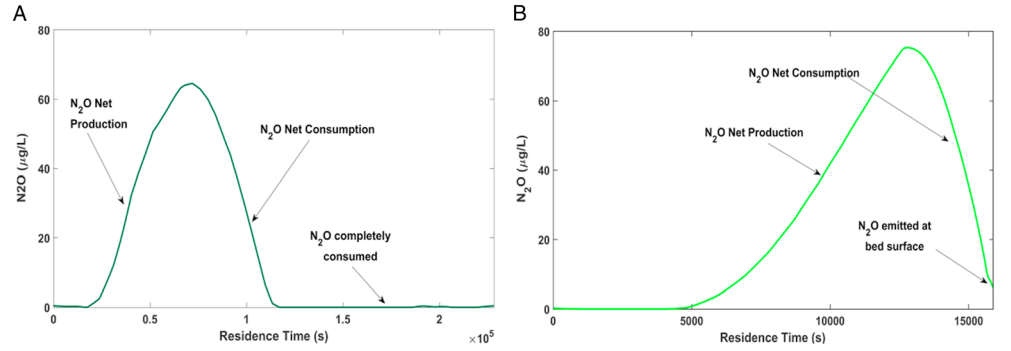 A
80
60
40
20
0
N2O (μg/L)
N₂O Net
Production
N₂O Net Consumption
N₂O completely
consumed
0
0.5
1
1.5
2
×10⁵
Residence Time (s)
B
80
60
40
20
0
N₂O (μg/L)
N₂O Net Consumption
N₂O Net Production
N₂O emitted at
bed surface
0
5000
10000
15000
Residence Time (s)